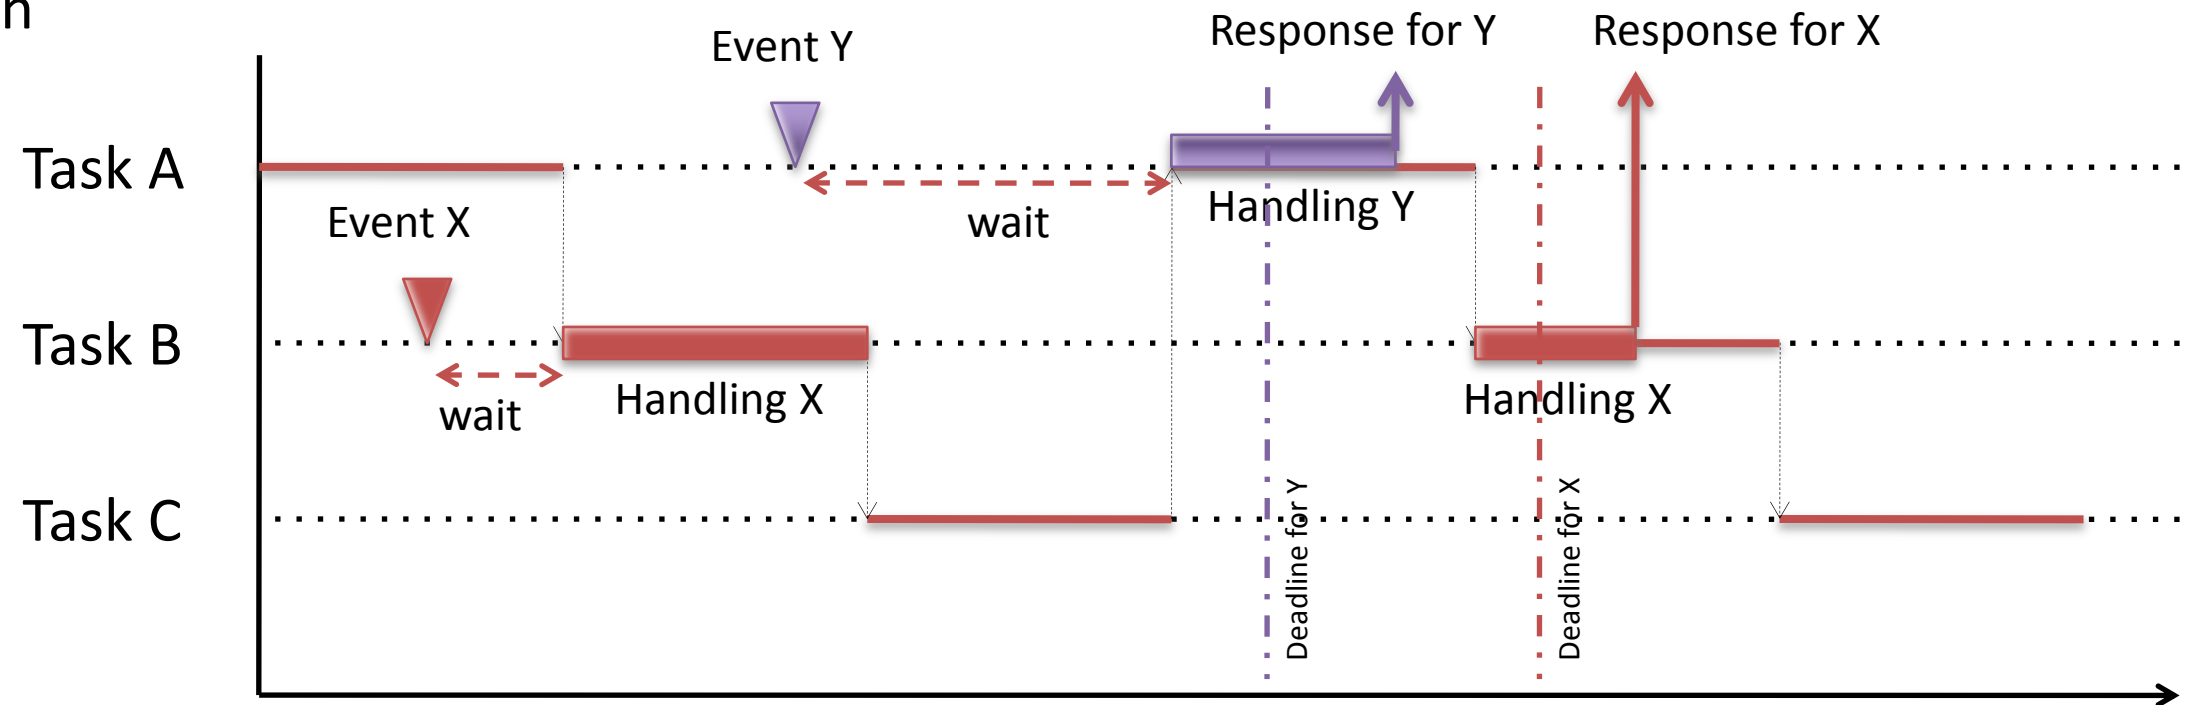 n
Event Y
Response for Y
Response for X
Task A
Event X
wait
Handling Y
Task B
wait
Handling X
Handling X
Task C
Deadline for Y
Deadline for X